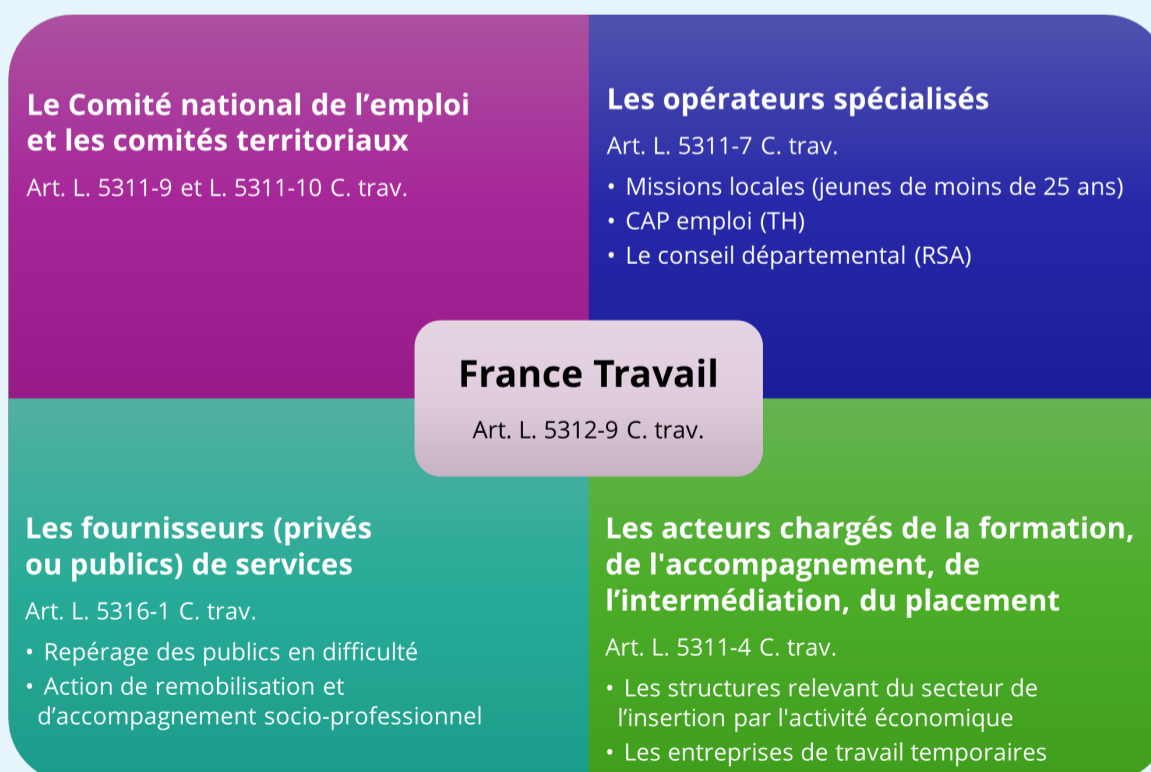 Le Comité national de l’emploi
et les comités territoriaux
Art. L. 5311-9 et L. 5311-10 C. trav.
Les opérateurs spécialisés
Art. L. 5311-7 C. trav.
• Missions locales (jeunes de moins de 25 ans)
• CAP emploi (TH)
• Le conseil départemental (RSA)
France Travail
Art. L. 5312-9 C. trav.
Les fournisseurs (privés
ou publics) de services
Art. L. 5316-1 C. trav.
• Repérage des publics en difficulté
• Action de remobilisation et
d’accompagnement socio-professionnel
Les acteurs chargés de la formation,
de l'accompagnement, de
l’intermédiation, du placement
Art. L. 5311-4 C. trav.
• Les structures relevant du secteur de
l’insertion par l'activité économique
• Les entreprises de travail temporaires